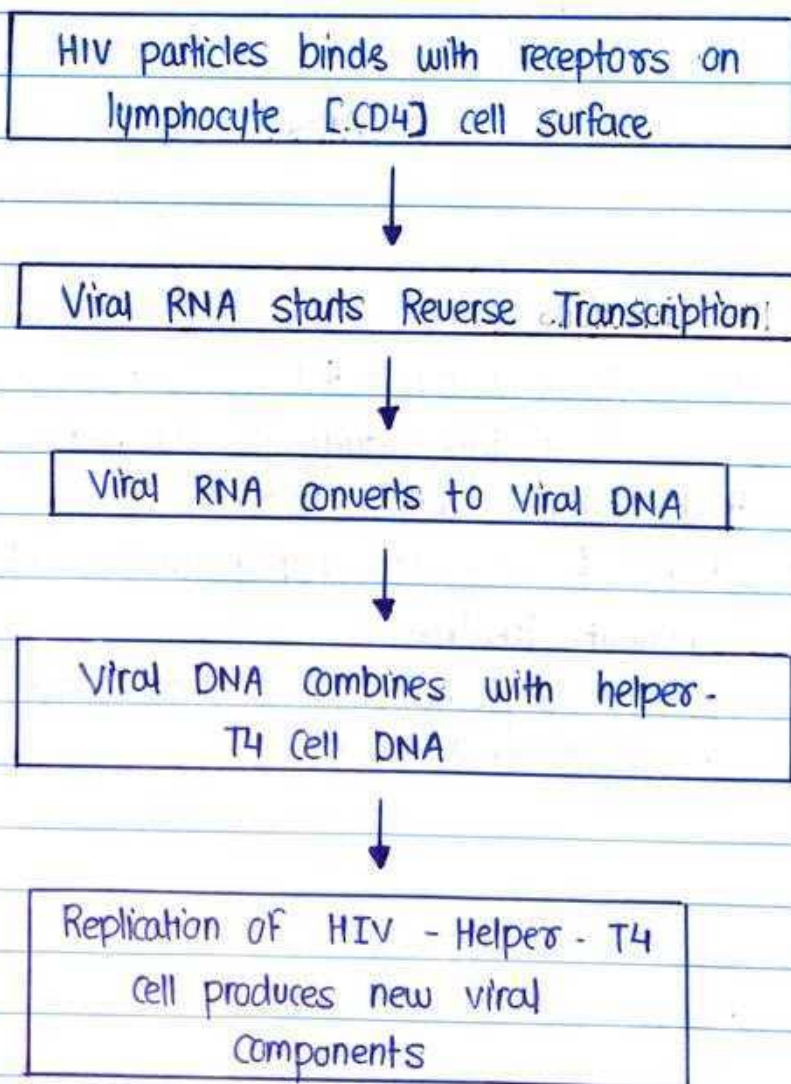 HIV particles binds with receptors on
lymphocyte [.CD4] cell surface
Viral RNA starts Reverse Transcription
Viral RNA converts to Viral DNA
Viral DNA combines with helper-
T4 Cell DNA
Replication of HIV - Helper - T4
cell produces new viral
components